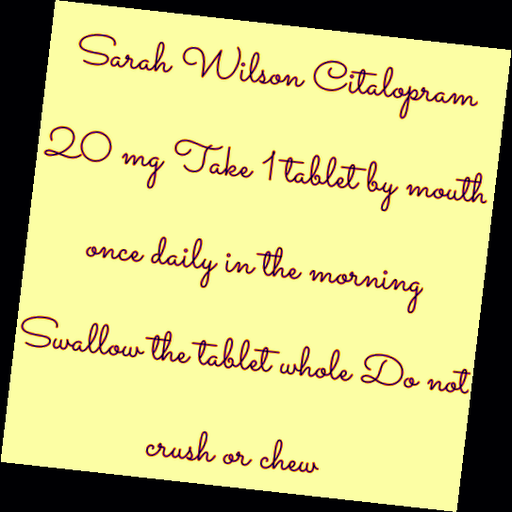 Sarah Wilson Citalopram
20 mg Take 1 tablet by mouth
once daily in the morning
Swallow the tablet whole Do not
crush or chew